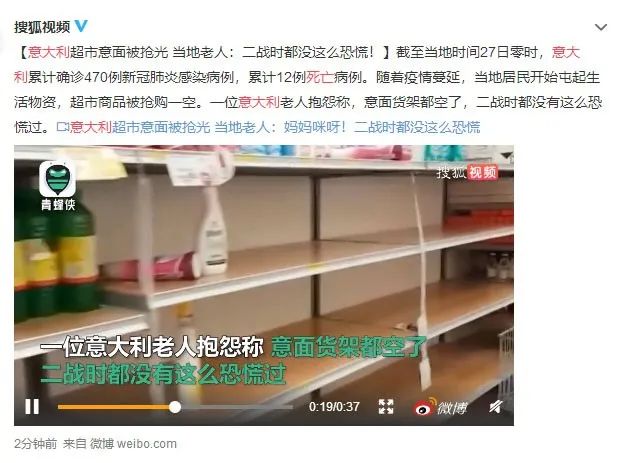 搜狐视频
【意大利超市意面被抢光 当地老人：二战时都没这么恐慌！】截至当地时间27日零时，意大
利累计确诊470例新冠肺炎感染病例，累计12例死亡病例。随着疫情蔓延，当地居民开始屯起生
活物资，超市商品被抢购一空。一位意大利老人抱怨称，意面货架都空了，二战时都没有这么恐
慌过。意大利超市意面被抢光 当地老人：妈妈咪呀！二战时都没这么恐慌
搜狐视频
青蜂侠
一位意大利老人抱怨称 意面货架都空了
二战时都没有这么恐慌过
0:19/0:37
微博
2分钟前 来自 微博 weibo.com